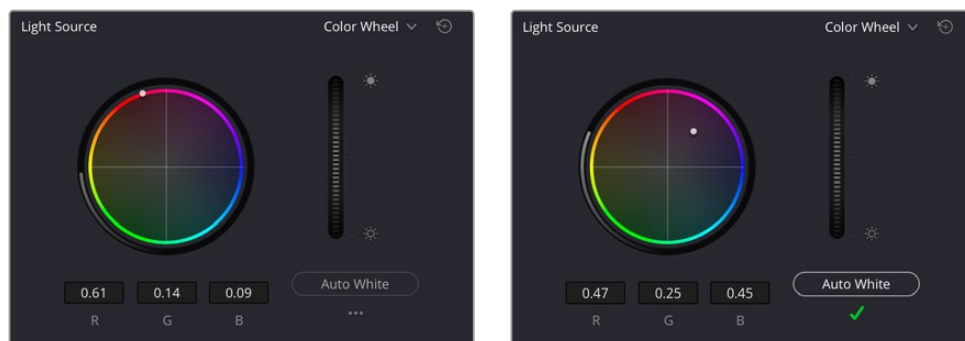 Light Source Color Wheel
0.61 0.14 0.09 Auto White
R G B •••
Light Source Color Wheel
0.47 0.25 0.45 Auto White
R G B